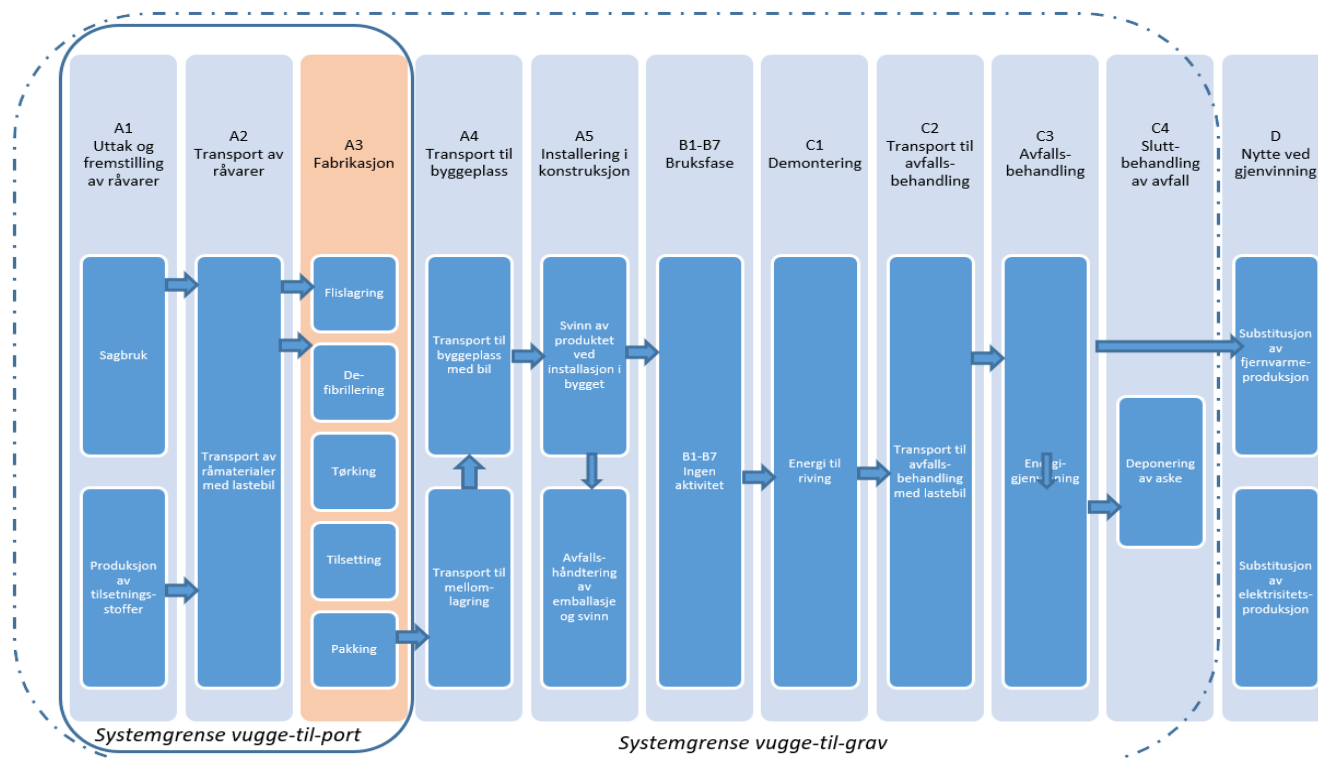 A1
Uttak og
fremstilling
av råvarer
A2
Transport av
råvarer
A3
Fabrikasjon
A4
Transport til
byggeplass
A5
Installering i
konstruksjon
B1-B7
Bruksfase
C1
Demontering
C2
Transport til
avfalls-
behandling
C3
Avfalls-
behandling
C4
Slutt-
behandling
av avfall
D
Nytte ved
gjenvinning
Sagbruk
Produksjon
av
tilsetnings-
stoffer
Transport av
råmaterialer
med lastebil
Flislagring
De-
fibrillering
Tørking
Tilsetting
Pakking
Transport til
byggeplass
med bil
Transport til
mellom-
lagring
Svinn av
produktet
ved
installasjon i
bygget
Avfalls-
håndtering
av
emballasje
og svinn
B1-B7
Ingen
aktivitet
Energi til
riving
Transport til
avfalls-
behandling
med lastebil
Energi-
gjenvinning
Deponering
av aske
Substitusjon
av
fjernvarme-
produksjon
Substitusjon
av
elektrisitets-
produksjon
Systemgrense vugge-til-port
Systemgrense vugge-til-grav